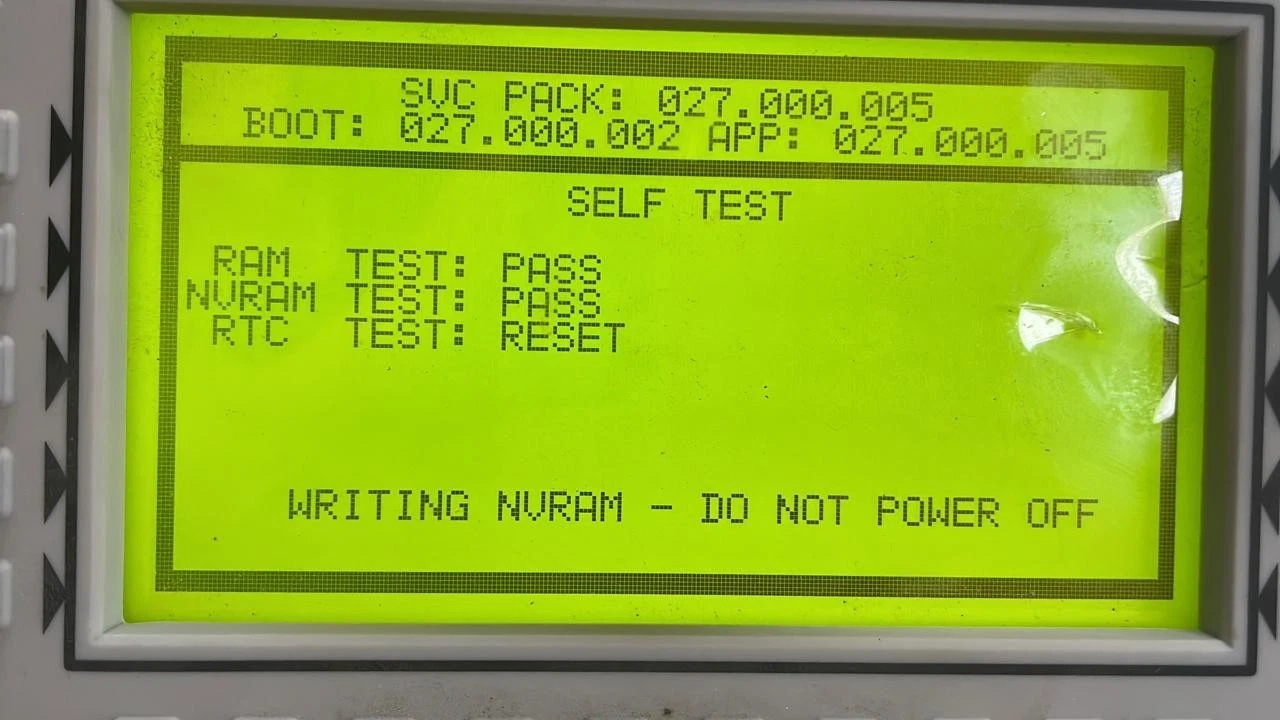 SVC PACK: 027.000.005
BOOT: 027.000.002 APP: 027.000.005
SELF TEST
RAM TEST: PASS
NVRAM TEST: PASS
RTC TEST: RESET
WRITING NVRAM - DO NOT POWER OFF